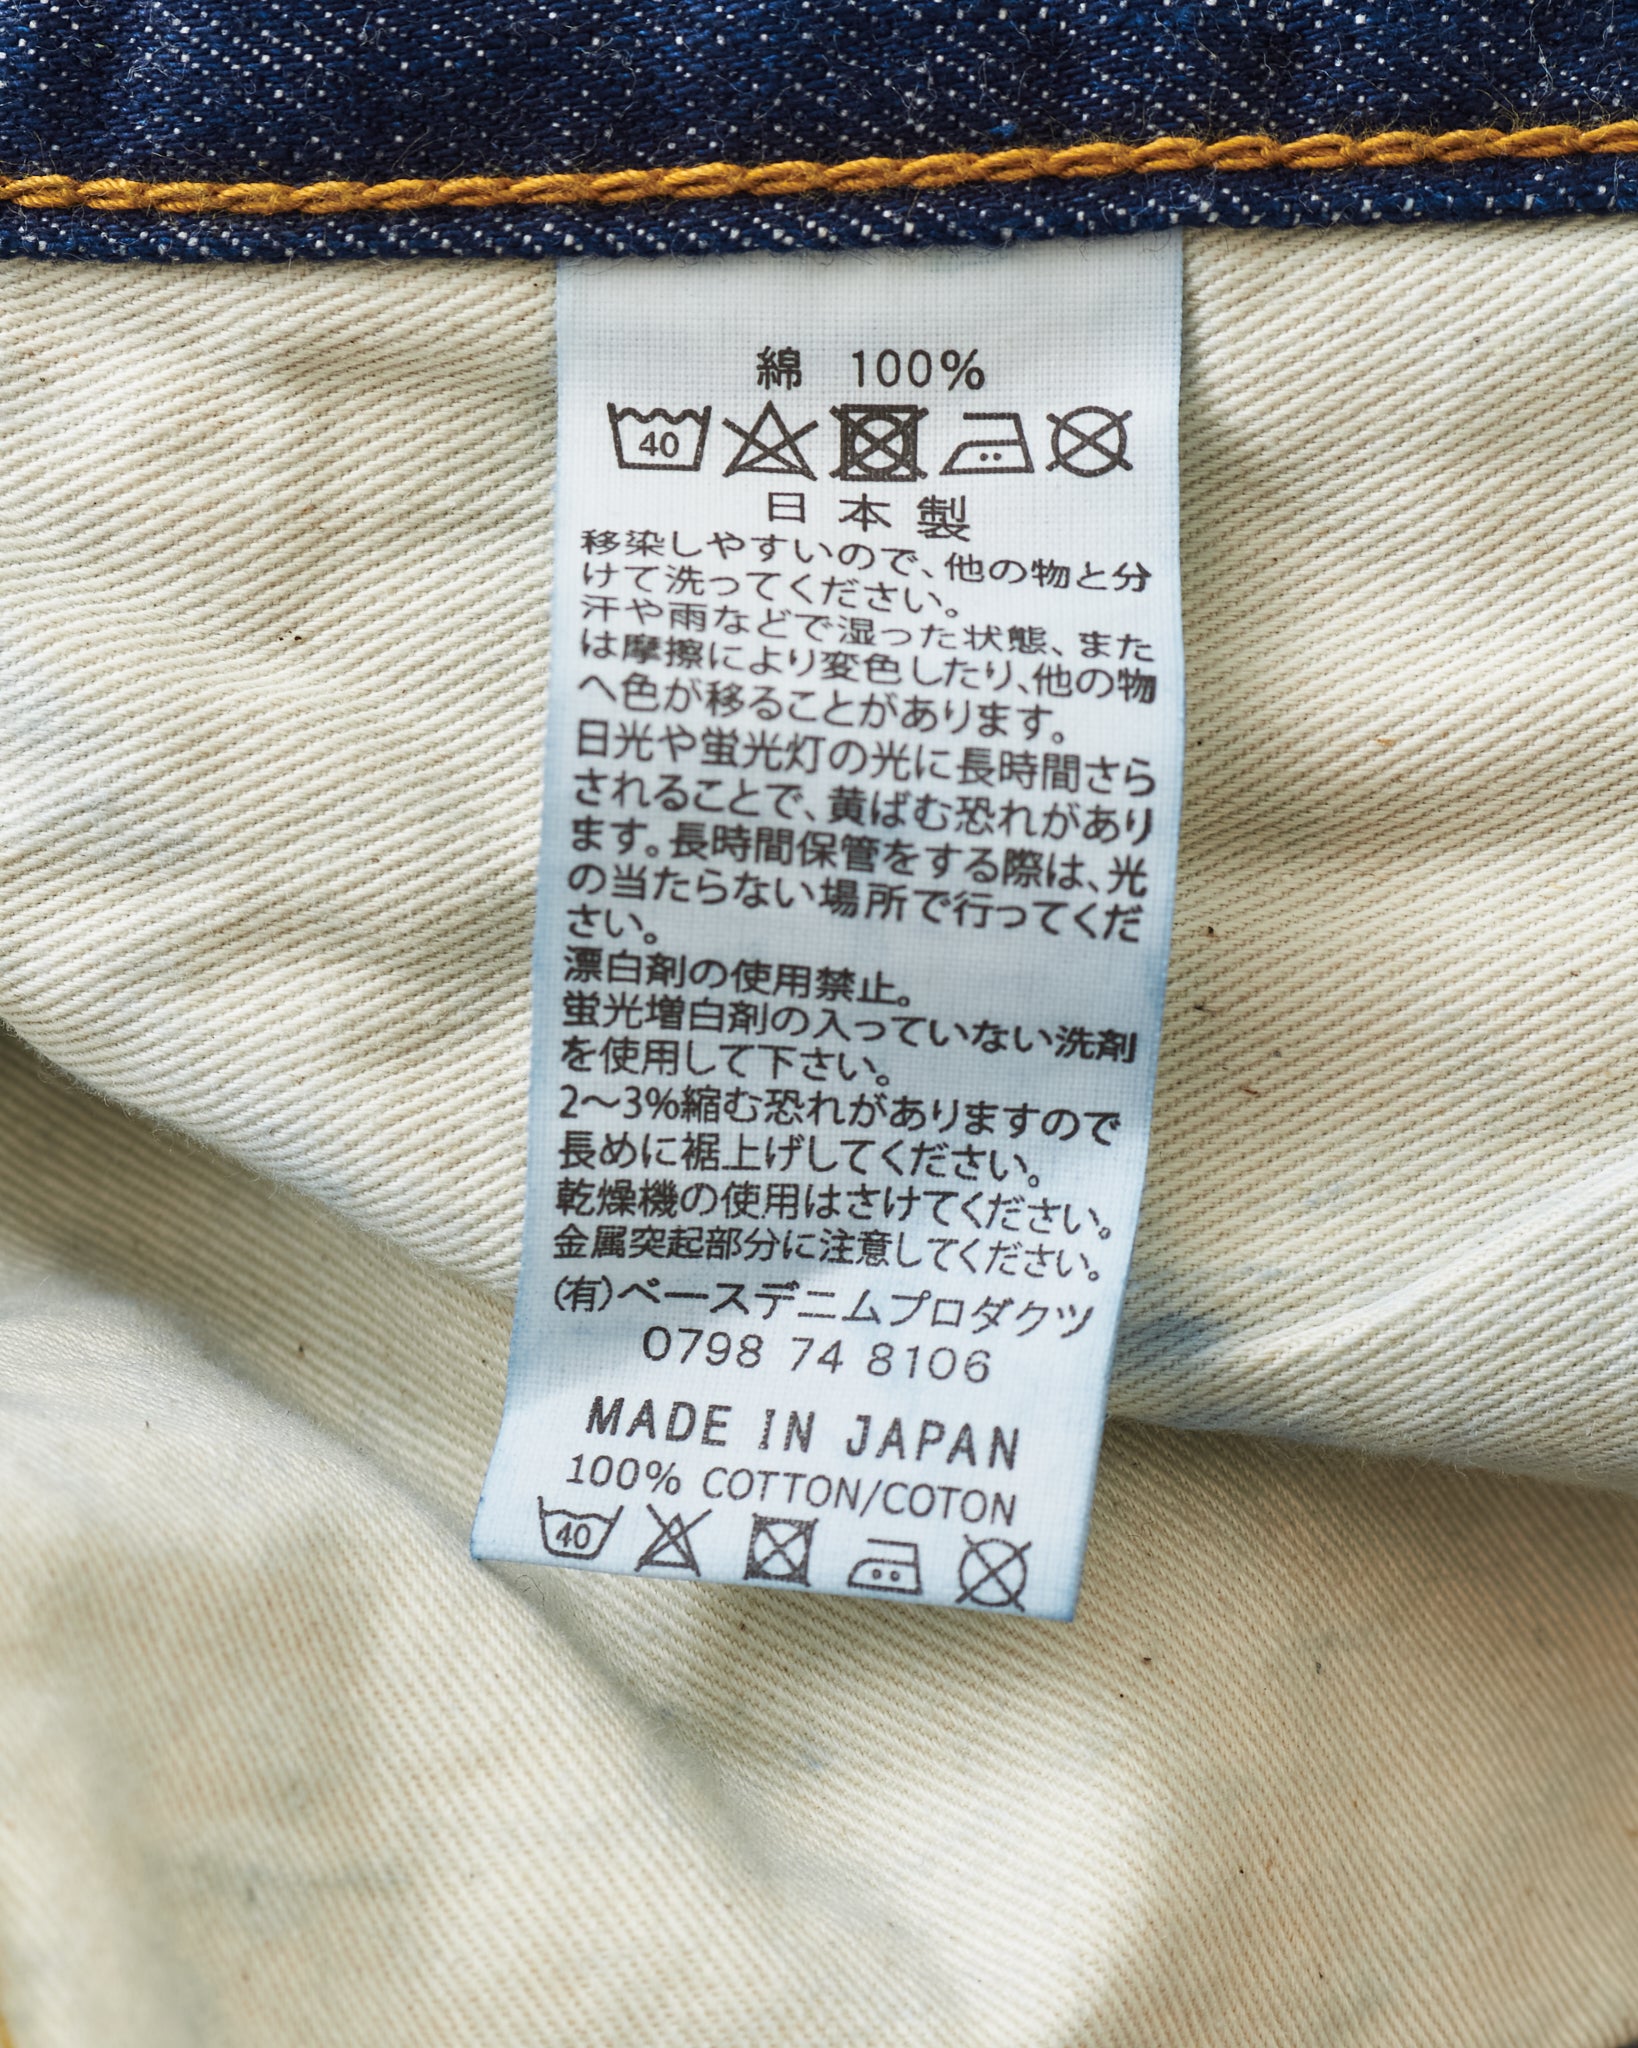 綿 100%
40
日本製
移染しやすいので、他の物と分
けて洗ってください。
汗や雨などで湿った状態、また
は摩擦により変色したり、他の物
へ色が移ることがあります。
日光や蛍光灯の光に長時間さら
されることで、黄ばむ恐れがあり
ます。長時間保管をする際は、光
の当たらない場所で行ってくだ
さい。
漂白剤の使用禁止。
蛍光増白剤の入っていない洗剤
を使用して下さい。
2〜3%縮む恐れがありますので
長めに裾上げしてください。
乾燥機の使用はさけてください。
金属突起部分に注意してください。
(有)ベースデニムプロダクツ
0798 74 8106
MADE IN JAPAN
100% COTTON/COTON
40